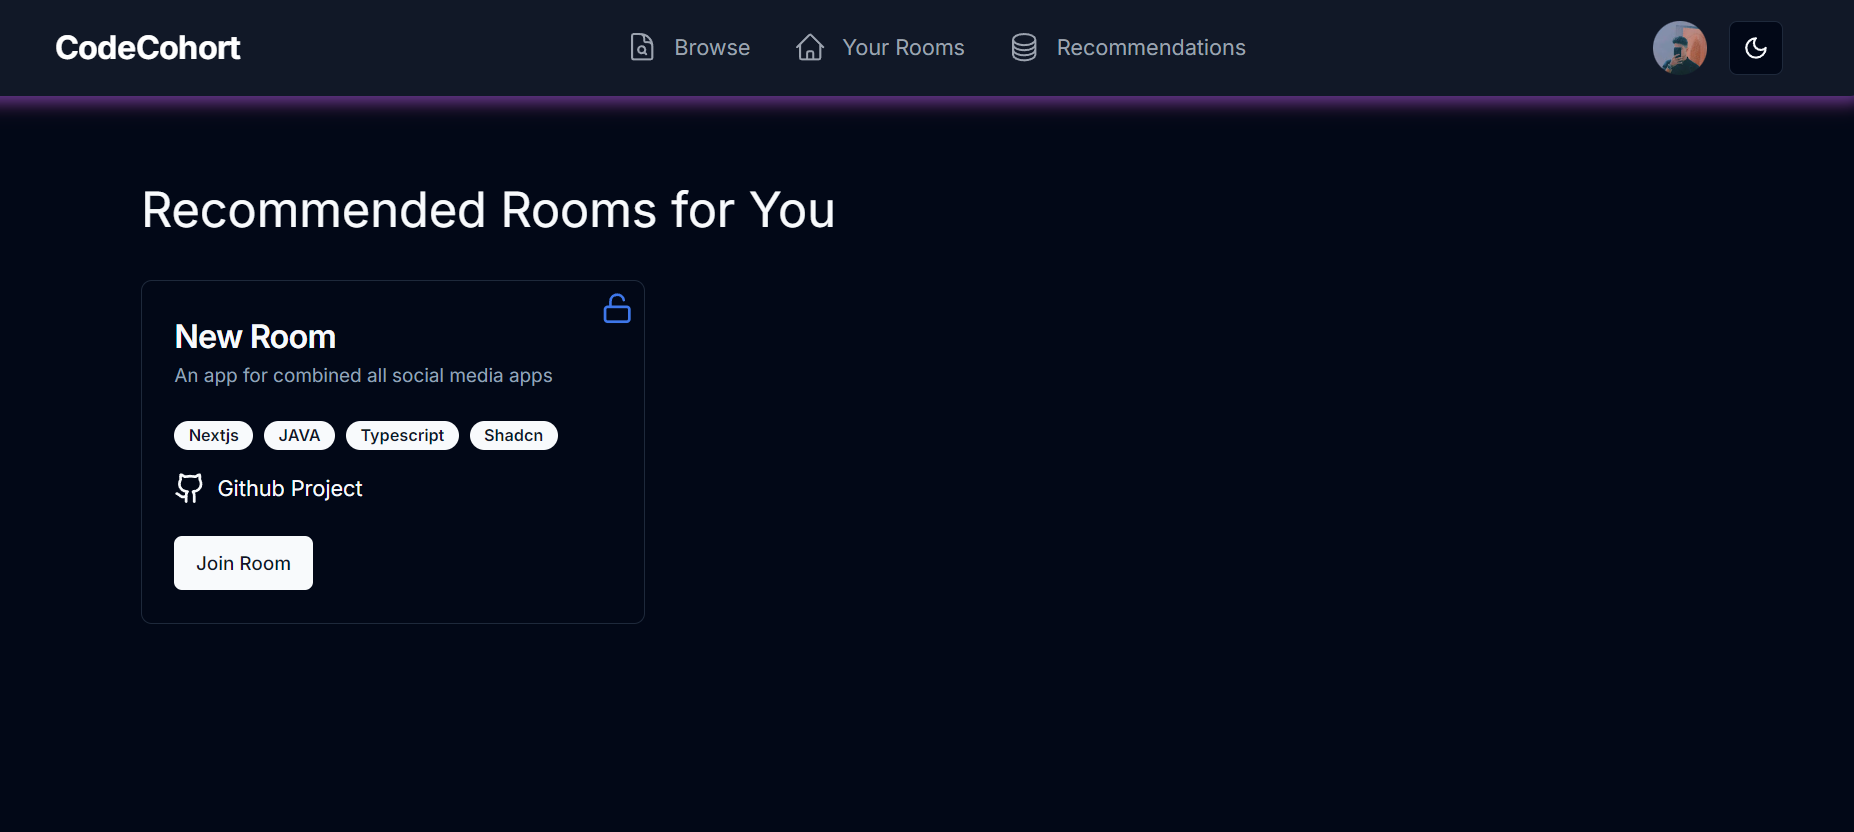 CodeCohort
Browse
Your Rooms
Recommendations
Recommended Rooms for You
New Room
An app for combined all social media apps
Nextjs JAVA Typescript Shadcn
Github Project
Join Room